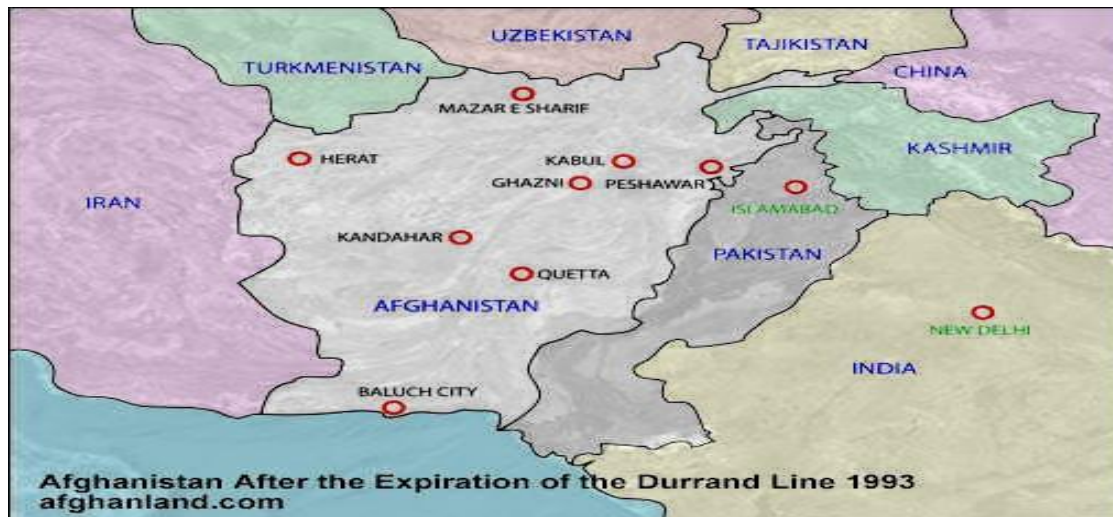 UZBEKISTAN
TAJIKISTAN
TURKMENISTAN
CHINA
MAZAR E SHARIF
KASHMIR
HERAT
KABUL
GHAZNI
PESHAWAR
IRAN
ISLAMABAD
KANDAHAR
PAKISTAN
QUETTA
AFGHANISTAN
NEW DELHI
INDIA
BALUCH CITY
Afghanistan After the Expiration of the Durrand Line 1993
afghanland.com